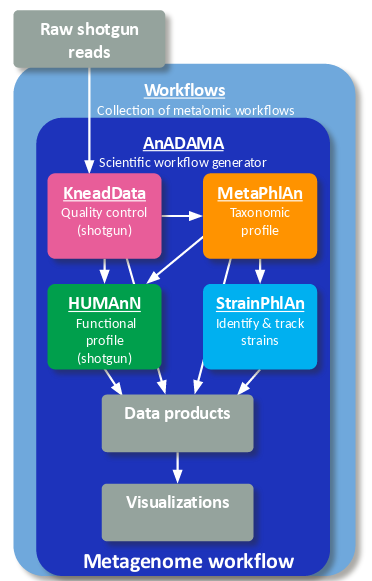 Raw shotgun
reads
Workflows
Collection of meta'omic workflows
AnADAMA
Scientific workflow generator
KneadData
Quality control
(shotgun)
MetaPhlAn
Taxonomic
profile
HUMAnN
Functional
profile
(shotgun)
StrainPhlAn
Identify & track
strains
Data products
Visualizations
Metagenome workflow